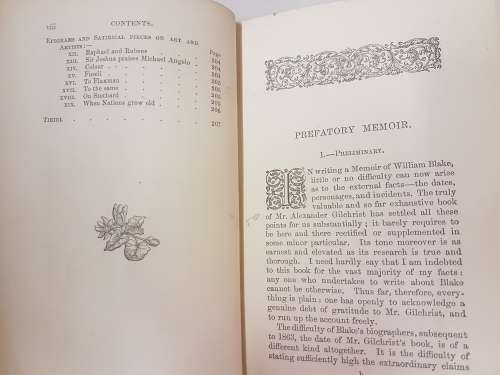 viii CONTENTS.
EPIGRAMS AND SATIRICAL PIECES ON ART AND
ARTISTS:— Page
XII. Raphael and Rubens 204
XIII. Sir Joshua praises Michael Angelo 204
XIV. Colour 204
XV. Fuseli 205
XVI. To Flaxman 205
XVII. To the same 205
XVIII. On Stothard 205
XIX. When Nations grow old 206
TIRIEL 207
PREFATORY MEMOIR.
I.—PRELIMINARY.
IN writing a Memoir of William Blake,
little or no difficulty can now arise
as to the external facts—the dates,
personages, and incidents. The truly
valuable and so far exhaustive book
of Mr. Alexander Gilchrist has settled all these
points for us substantially; it barely requires to
be here and there rectified or supplemented in
some minor particular. Its tone moreover is as
earnest and elevated as its research is true and
thorough. I need hardly say that I am indebted
to this book for the vast majority of my facts:
any one who undertakes to write about Blake
cannot be otherwise. Thus far, therefore, every-
thing is plain: one has openly to acknowledge a
genuine debt of gratitude to Mr. Gilchrist, and
to run up the account freely.
The difficulty of Blake's biographers, subsequent
to 1863, the date of Mr. Gilchrist's book, is of a
different kind altogether. It is the difficulty of
stating sufficiently high the extraordinary claims